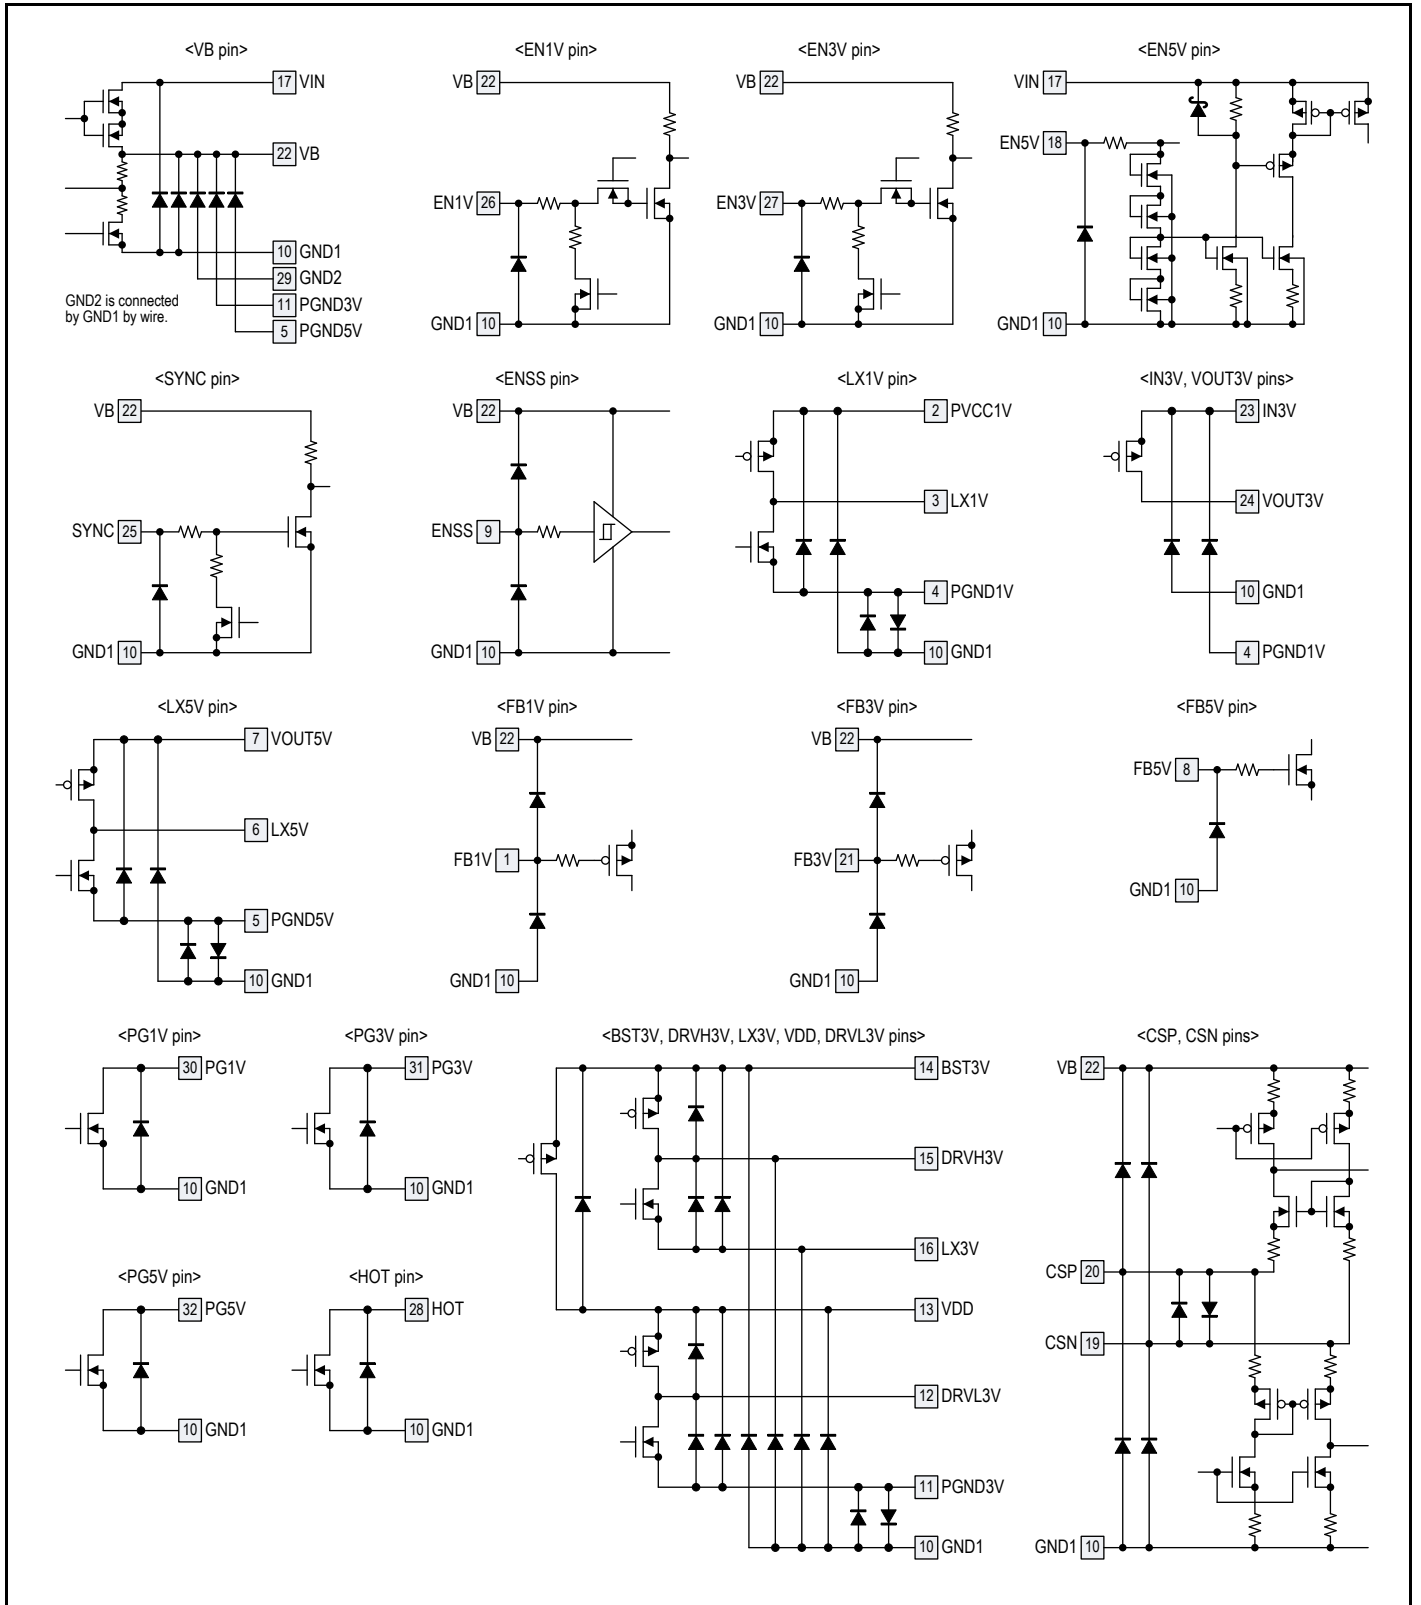 <VB pin>
17 VIN
22 VB
10 GND1
29 GND2
11 PGND3V
5 PGND5V
GND2 is connected
by GND1 by wire.
<EN1V pin>
VB 22
EN1V 26
GND1 10
<EN3V pin>
VB 22
EN3V 27
GND1 10
<EN5V pin>
VIN 17
EN5V 18
GND1 10
<SYNC pin>
VB 22
SYNC 25
GND1 10
<ENSS pin>
VB 22
ENSS 9
GND1 10
<LX1V pin>
2 PVCC1V
3 LX1V
4 PGND1V
10 GND1
<IN3V, VOUT3V pins>
23 IN3V
24 VOUT3V
10 GND1
4 PGND1V
<LX5V pin>
7 VOUT5V
6 LX5V
5 PGND5V
10 GND1
<FB1V pin>
VB 22
FB1V 1
GND1 10
<FB3V pin>
VB 22
FB3V 21
GND1 10
<FB5V pin>
FB5V 8
GND1 10
<PG1V pin>
30 PG1V
10 GND1
<PG3V pin>
31 PG3V
10 GND1
<BST3V, DRVH3V, LX3V, VDD, DRVL3V pins>
14 BST3V
15 DRVH3V
16 LX3V
13 VDD
12 DRVL3V
11 PGND3V
10 GND1
<CSP, CSN pins>
VB 22
CSP 20
CSN 19
GND1 10
<PG5V pin>
32 PG5V
10 GND1
<HOT pin>
28 HOT
10 GND1